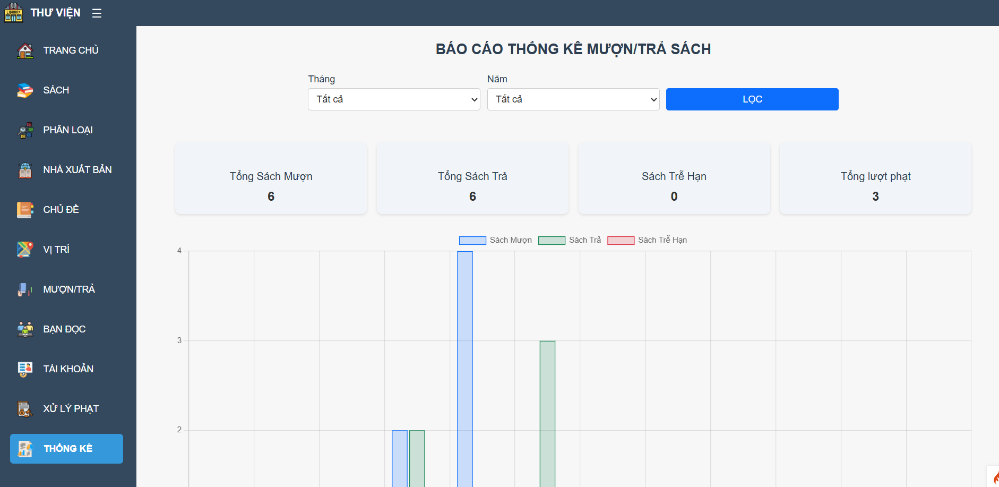 LIBRARY
THƯ VIỆN
TRANG CHỦ
SÁCH
PHÂN LOẠI
NHÀ XUẤT BẢN
CHỦ ĐỀ
VỊ TRÍ
MƯỢN/TRẢ
BẠN ĐỌC
TÀI KHOẢN
XỬ LÝ PHẠT
THỐNG KÊ
BÁO CÁO THỐNG KÊ MƯỢN/TRẢ SÁCH
Tháng
Năm
Tất cả
Tất cả
LỌC
Tổng Sách Mượn
6
Tổng Sách Trả
6
Sách Trễ Hạn
0
Tổng lượt phạt
3
Sách Mượn
Sách Trả
Sách Trễ Hạn
4
3
2